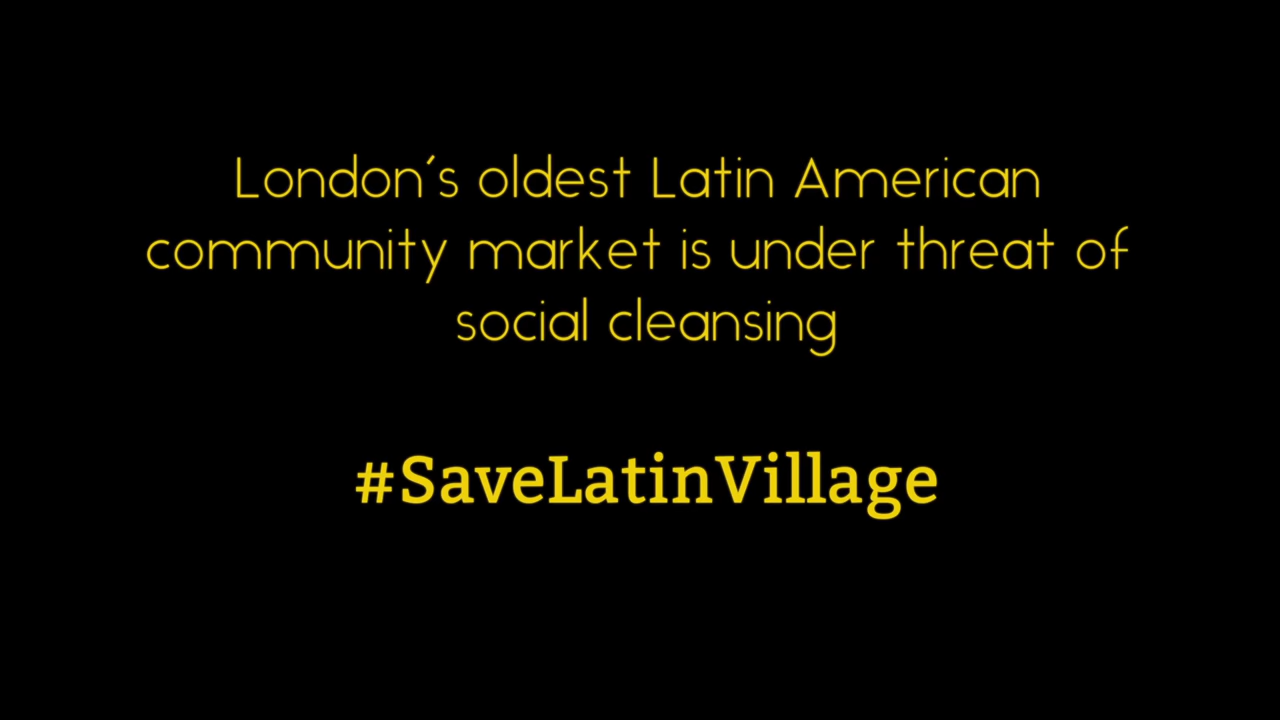 London's oldest Latin American
community market is under threat of
social cleansing
#SaveLatinVillage